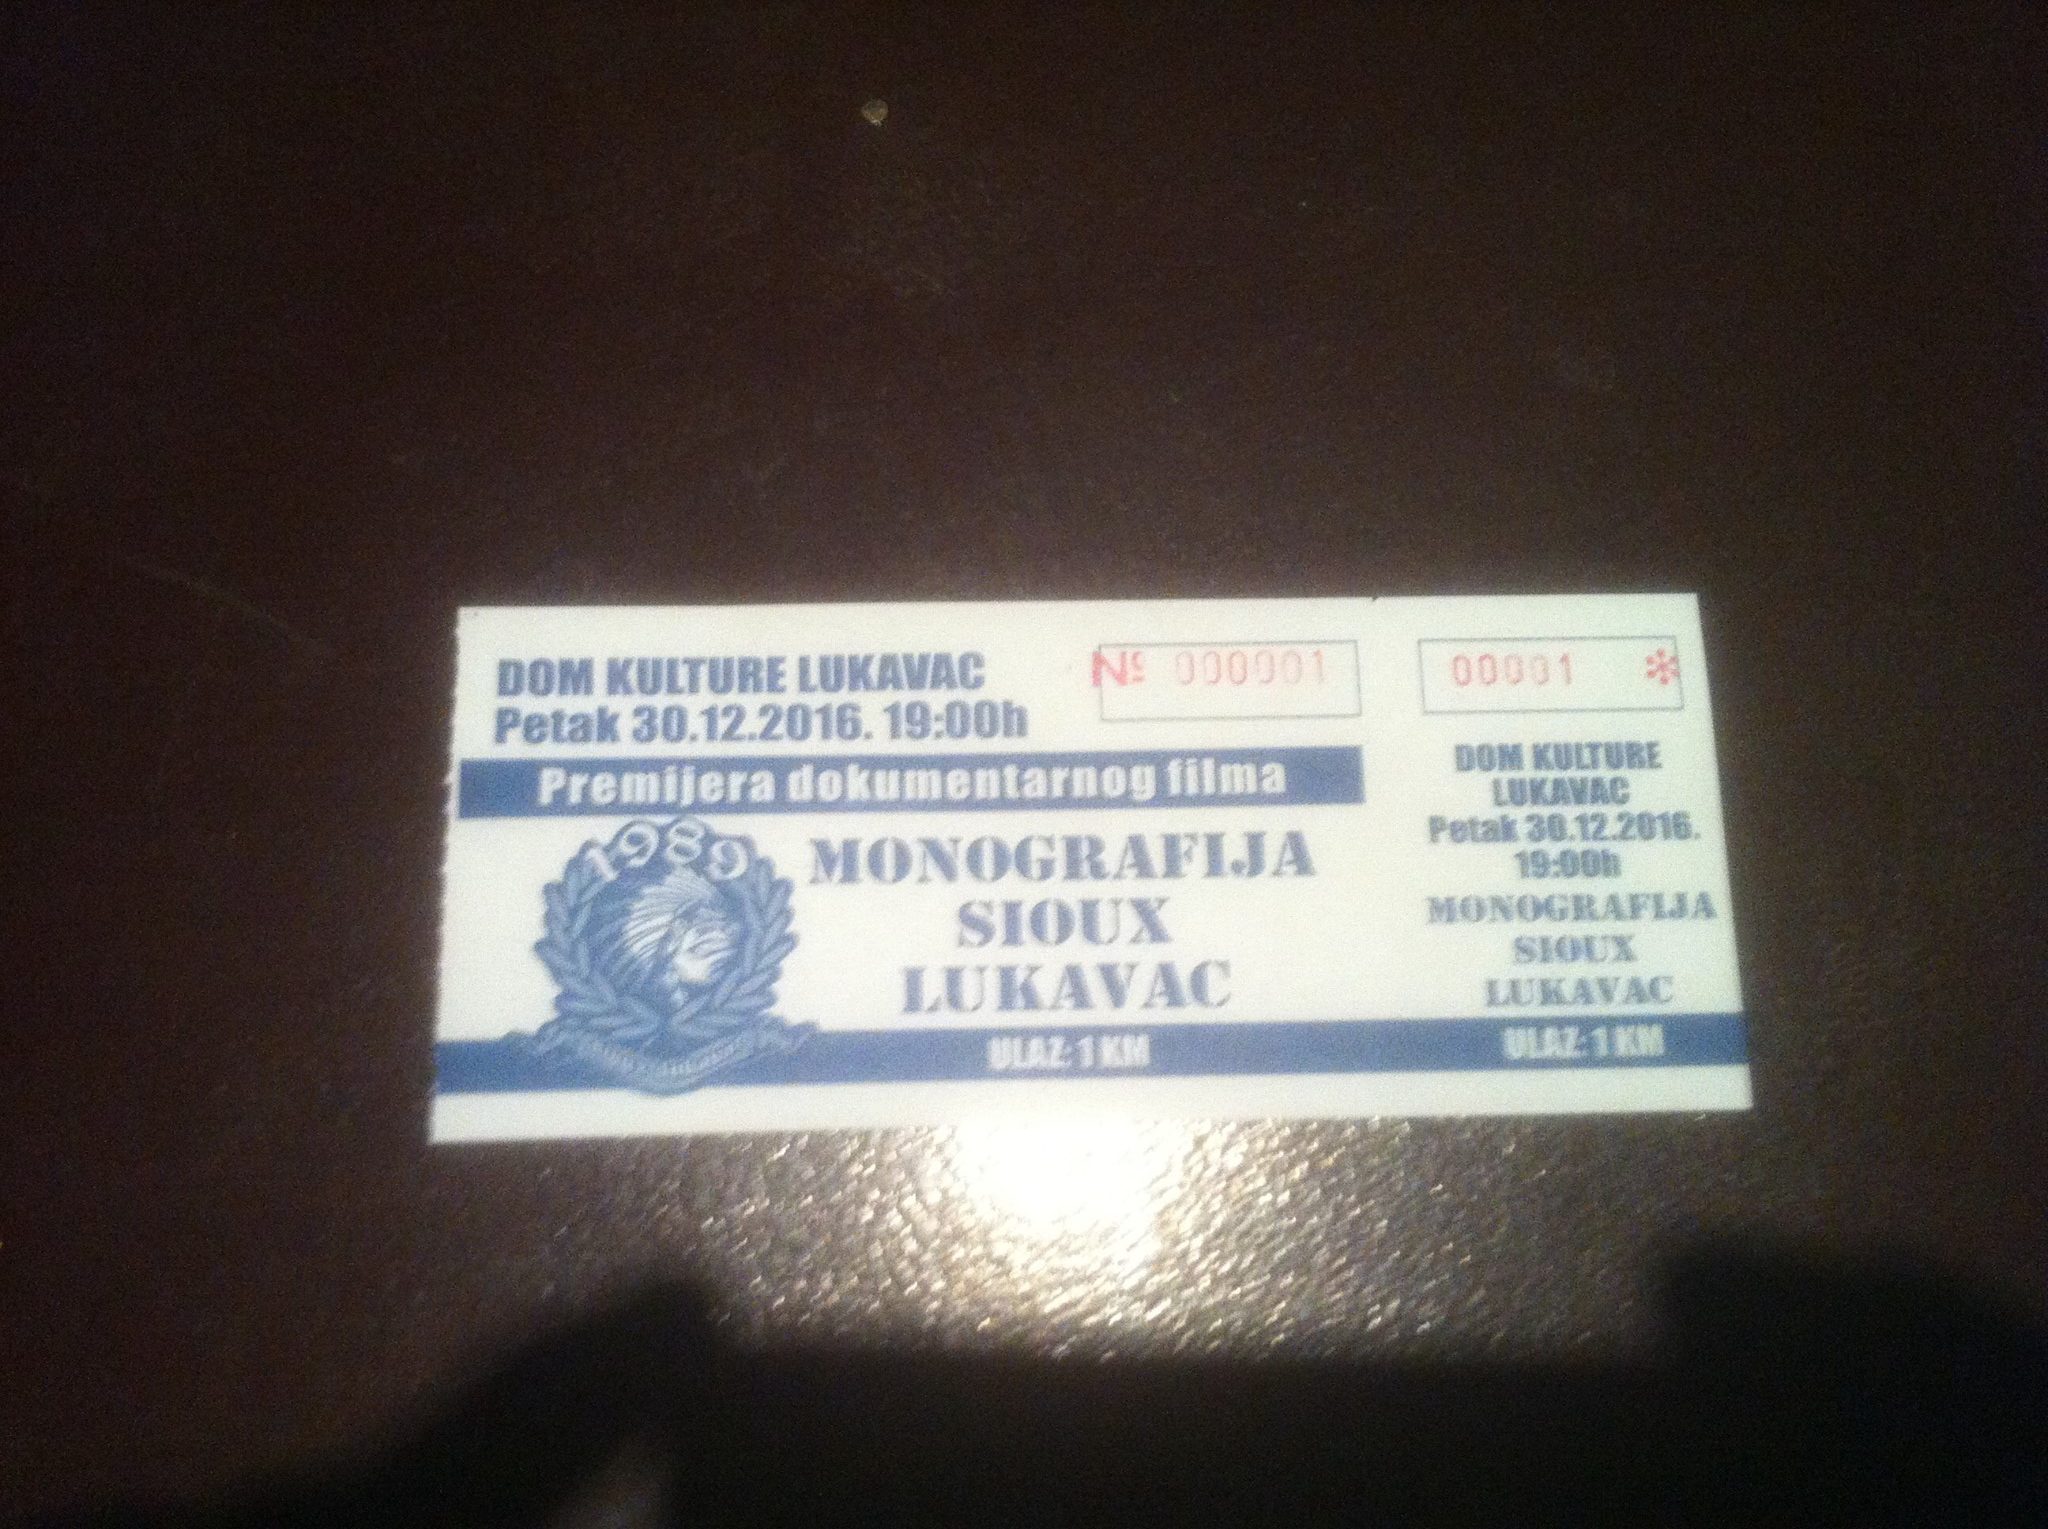 DOM KULTURE LUKAVAC
Petak 30.12.2016. 19:00h
Nº 000001
Premijera dokumentarnog filma
1989
MONOGRAFIJA
SIOUX
LUKAVAC
ULAZ: 1 KM
00001 *
DOM KULTURE
LUKAVAC
Petak 30.12.2016.
19:00h
MONOGRAFIJA
SIOUX
LUKAVAC
ULAZ: 1 KM